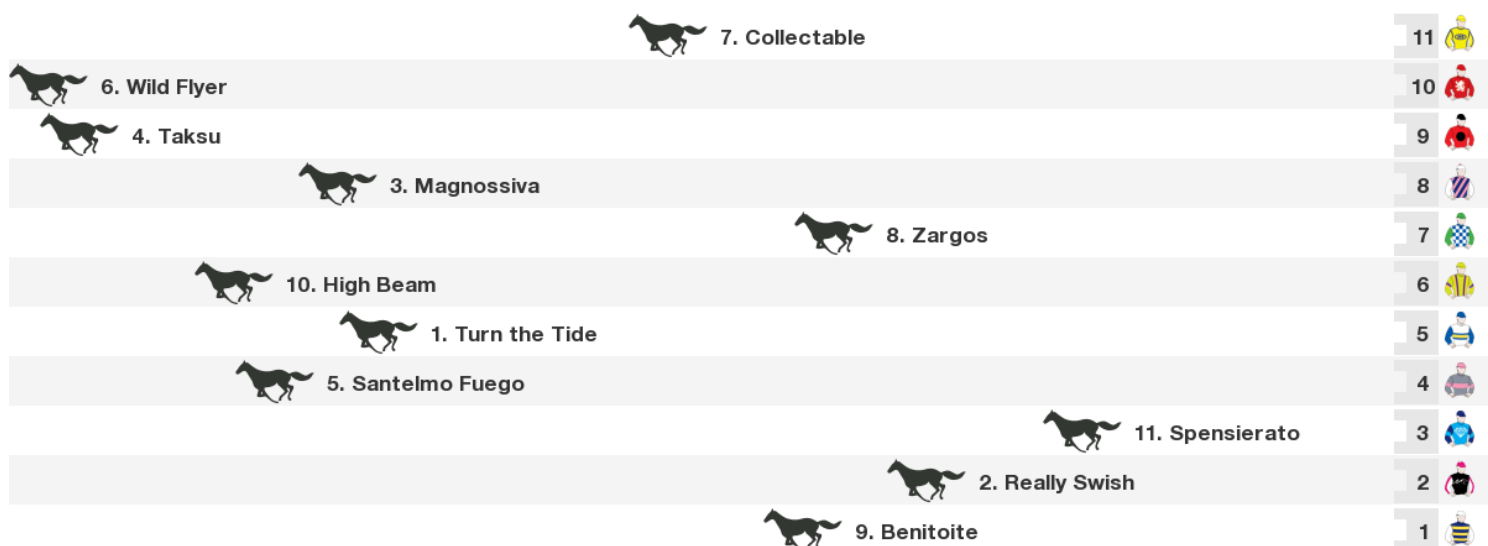 7. Collectable 11
6. Wild Flyer 10
4. Taksu 9
3. Magnossiva 8
8. Zargos 7
10. High Beam 6
1. Turn the Tide 5
5. Santelmo Fuego 4
11. Spensierato 3
2. Really Swish 2
9. Benitoite 1